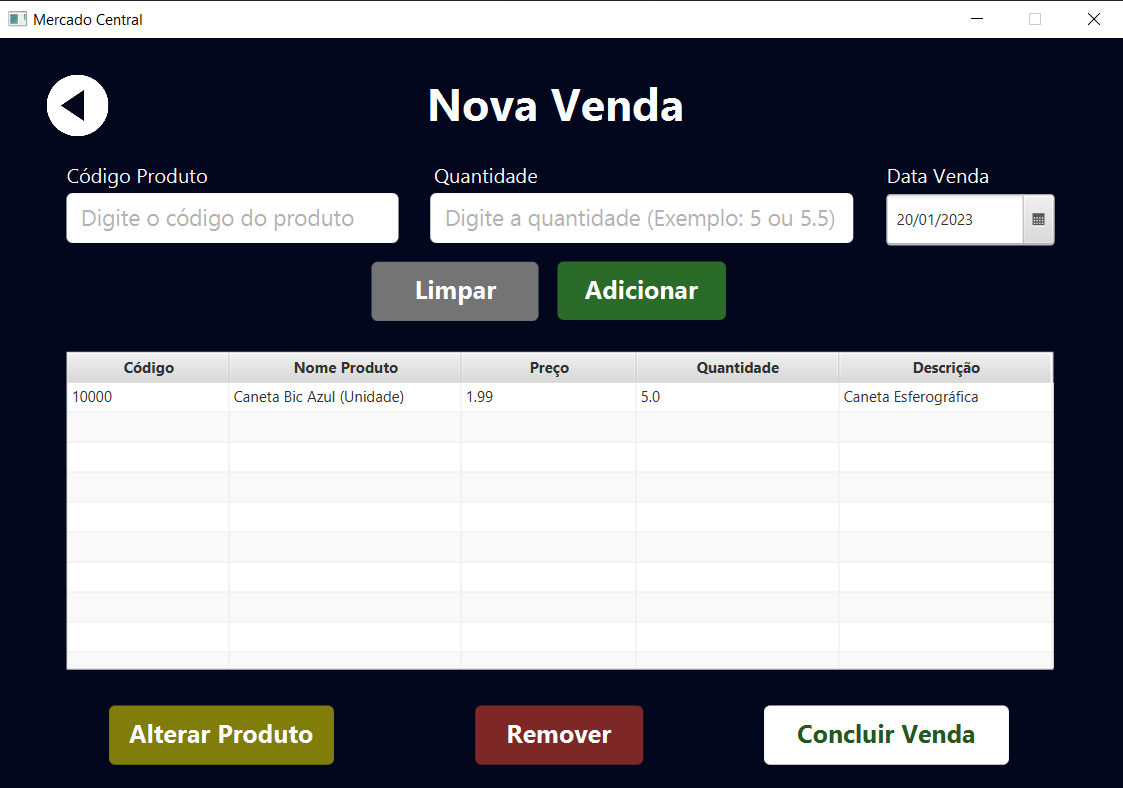 Mercado Central
Nova Venda
Código Produto Quantidade Data Venda
Digite o código do produto Digite a quantidade (Exemplo: 5 ou 5.5) 20/01/2023
Limpar Adicionar
Código Nome Produto Preço Quantidade Descrição
10000 Caneta Bic Azul (Unidade) 1.99 5.0 Caneta Esferográfica
Alterar Produto Remover Concluir Venda